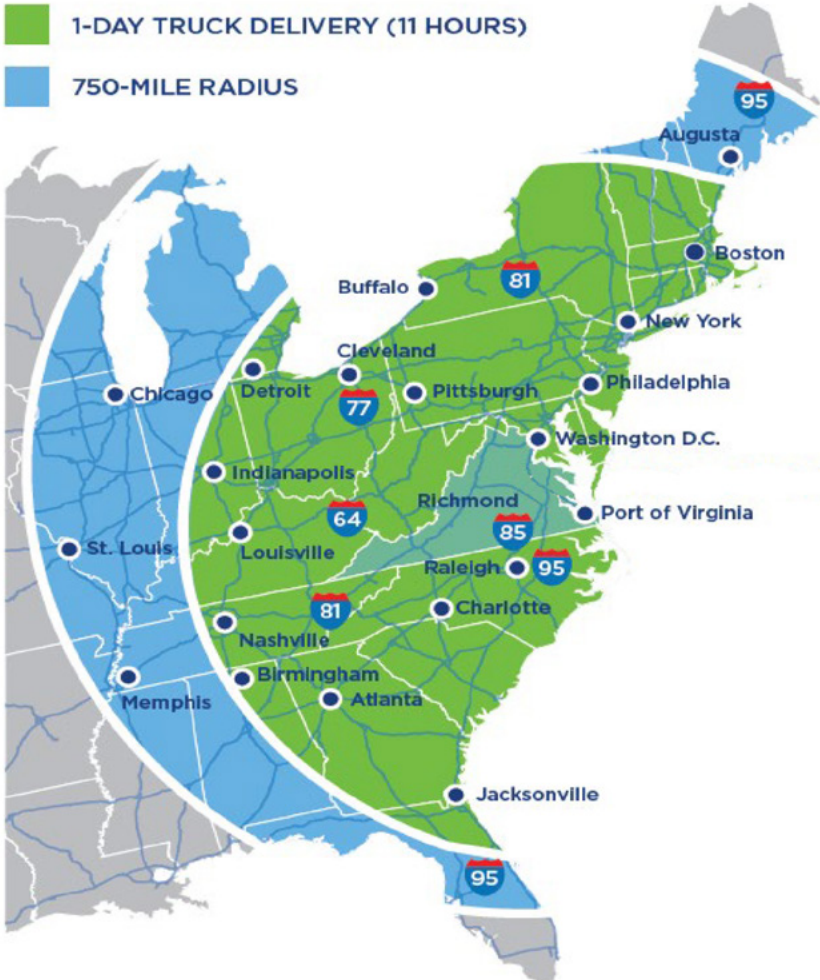 1-DAY TRUCK DELIVERY (11 HOURS)
750-MILE RADIUS
95
Augusta
Boston
81
Buffalo
New York
Cleveland
Detroit
Pittsburgh
Philadelphia
Chicago
77
Washington D.C.
Indianapolis
Richmond
Port of Virginia
64
85
St. Louis
Louisville
Raleigh
95
81
Charlotte
Nashville
Birmingham
Memphis
Atlanta
Jacksonville
95